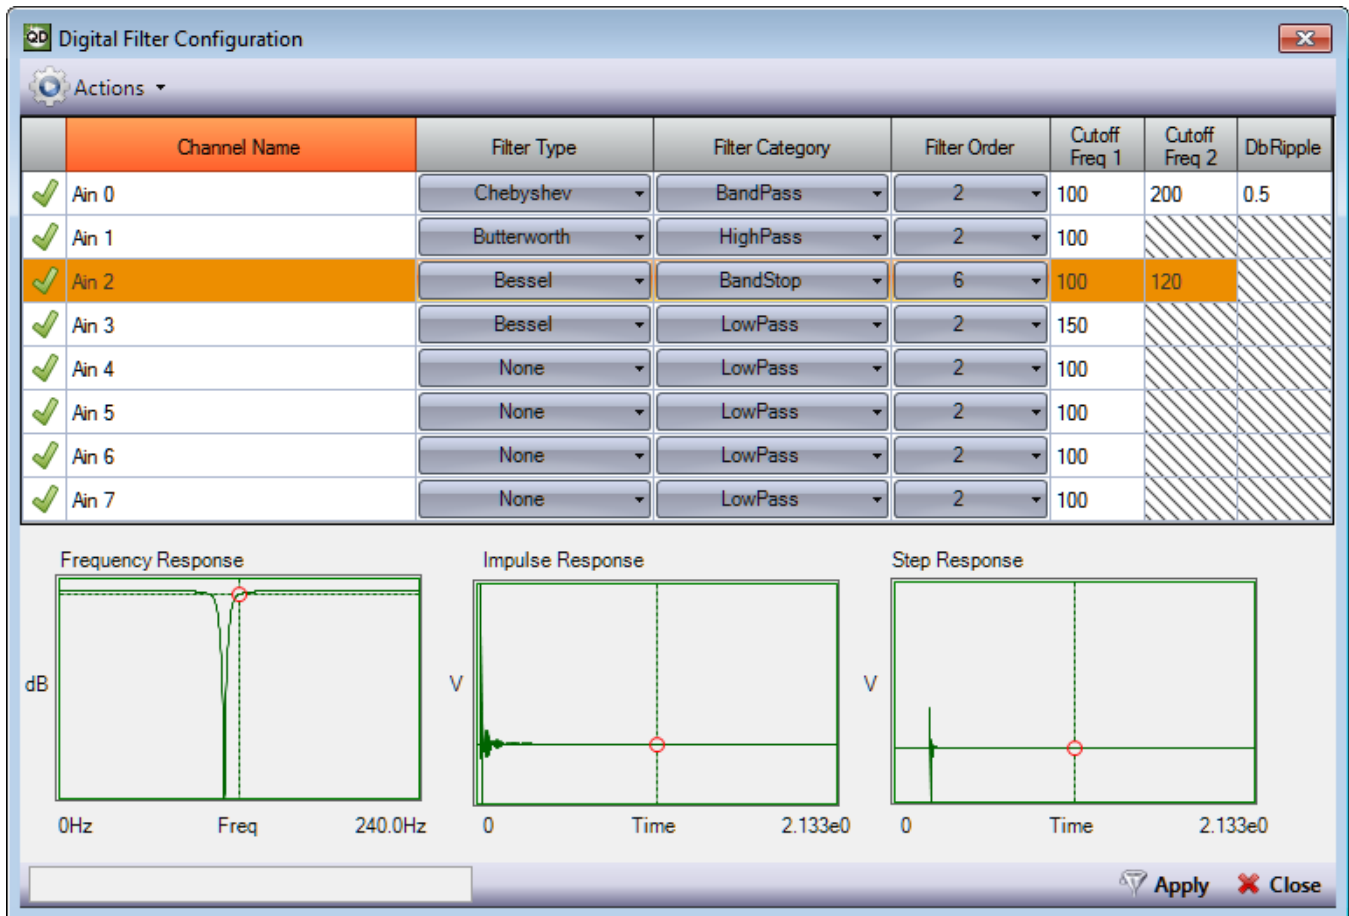 QD Digital Filter Configuration
Actions
Channel Name Filter Type Filter Category Filter Order Cutoff Freq 1 Cutoff Freq 2 DbRipple
Ain 0 Chebyshev BandPass 2 100 200 0.5
Ain 1 Butterworth HighPass 2 100
Ain 2 Bessel BandStop 6 100 120
Ain 3 Bessel LowPass 2 150
Ain 4 None LowPass 2 100
Ain 5 None LowPass 2 100
Ain 6 None LowPass 2 100
Ain 7 None LowPass 2 100
Frequency Response Impulse Response Step Response
dB V V
0Hz Freq 240.0Hz 0 Time 2.133e0 0 Time 2.133e0
Apply Close